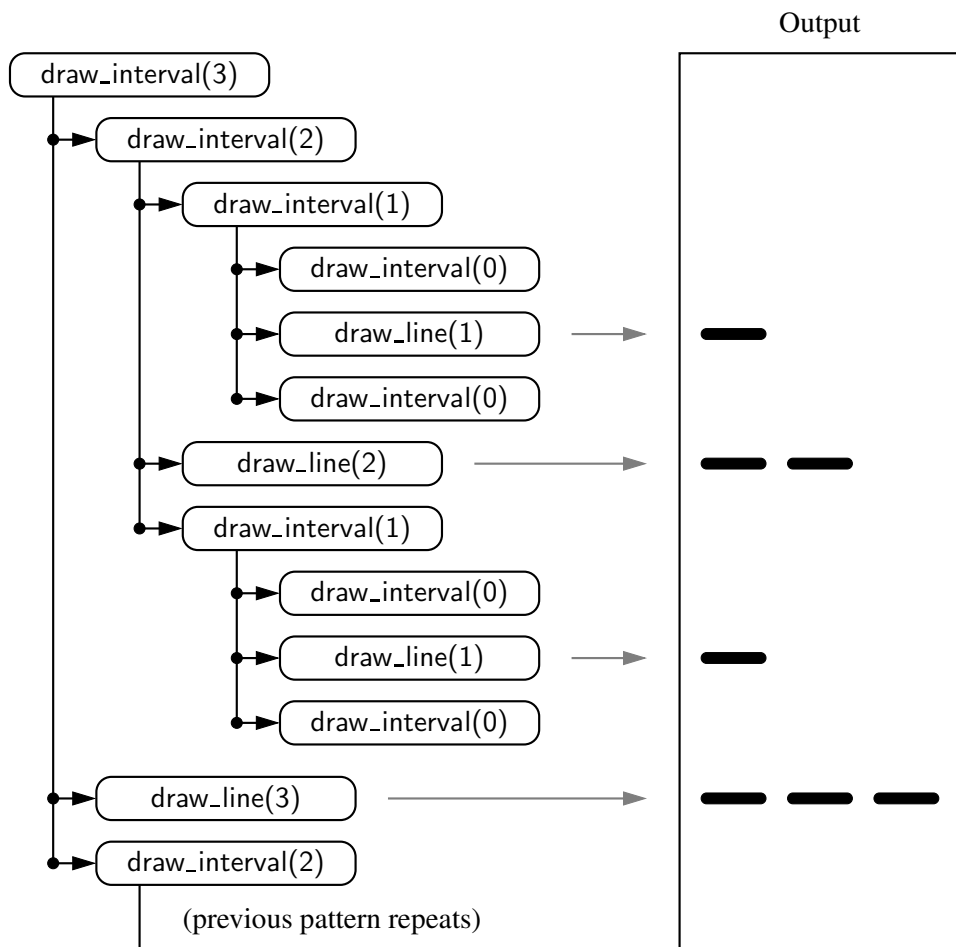 Output
draw_interval(3)
draw_interval(2)
draw_interval(1)
draw_interval(0)
draw_line(1)
draw_interval(0)
draw_line(2)
draw_interval(1)
draw_interval(0)
draw_line(1)
draw_interval(0)
draw_line(3)
draw_interval(2)
(previous pattern repeats)